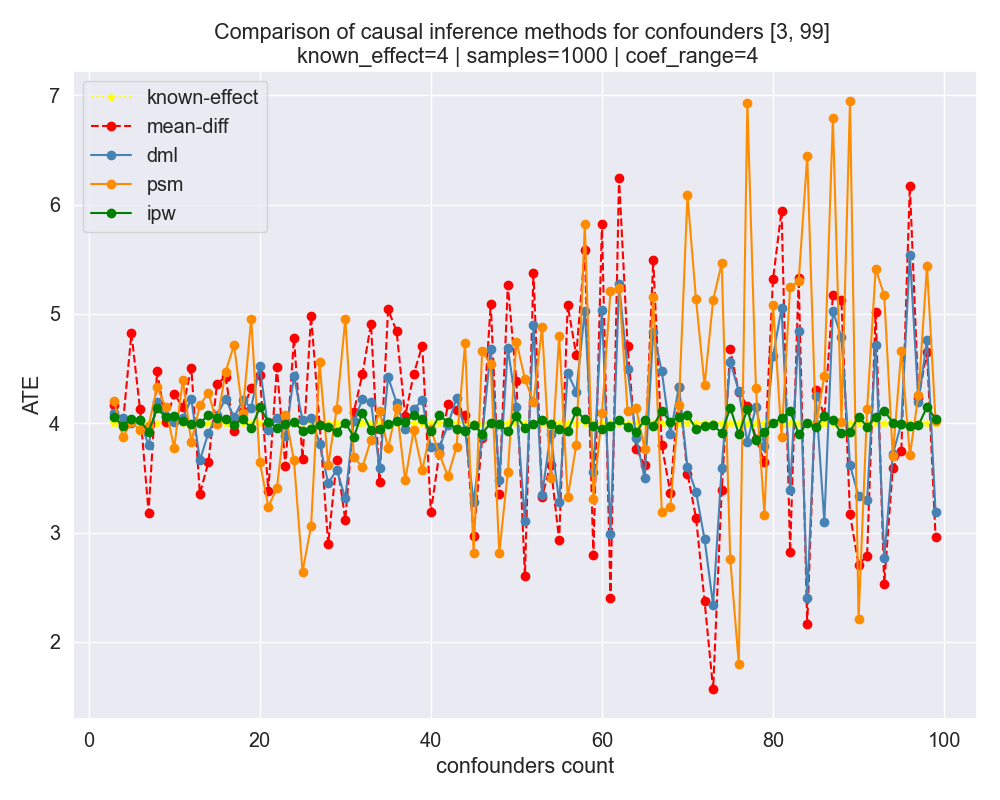 Comparison of causal inference methods for confounders [3, 99]
known_effect=4 | samples=1000 | coef_range=4
known-effect
mean-diff
dml
psm
ipw
7
6
5
4
3
2
ATE
0 20 40 60 80 100
confounders count